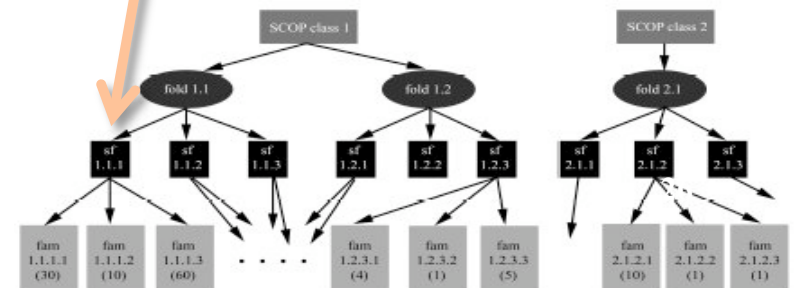 SCOP class 1
SCOP class 2
fold 1.1
fold 1.2
fold 2.1
sf
1.1.1
sf
1.1.2
sf
1.1.3
sf
1.2.1
sf
1.2.2
sf
1.2.3
sf
2.1.1
sf
2.1.2
sf
2.1.3
fam
1.1.1.1
(30)
fam
1.1.1.2
(10)
fam
1.1.1.3
(60)
. . . .
fam
1.2.3.1
(4)
fam
1.2.3.2
(1)
fam
1.2.3.3
(5)
fam
2.1.2.1
(10)
fam
2.1.2.2
(1)
fam
2.1.2.3
(1)